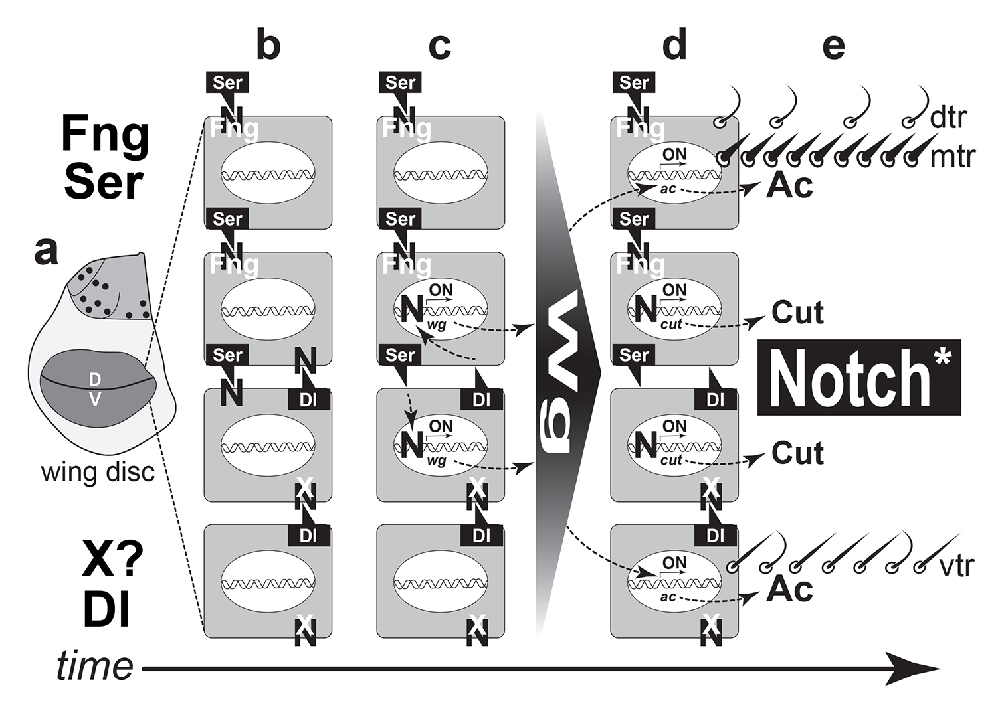 b c d e
Ser Ser Ser
N N N
Fng Fng Fng
dtr
ON
mtr
ac
Ac
Fng
Ser
Ser Ser Ser
N N N
Fng Fng Fng
a
ON ON
N N
wg cut
Cut
Ser N Ser Ser
N Dl Dl Dl
Notch*
D
V
ON ON
N N
wg cut
Cut
Wg
wing disc
X X X
N N N
Dl Dl Dl
X?
Dl
ON
vtr
ac
Ac
X X X
N N N
time